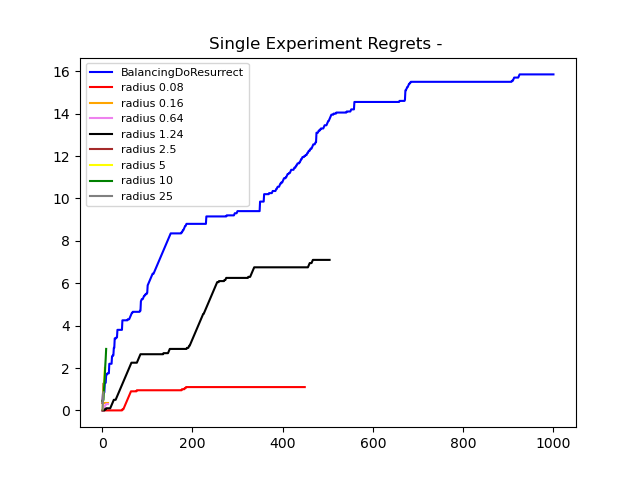 Single Experiment Regrets -
BalancingDoResurrect
radius 0.08
radius 0.16
radius 0.64
radius 1.24
radius 2.5
radius 5
radius 10
radius 25
16
14
12
10
8
6
4
2
0
0 200 400 600 800 1000